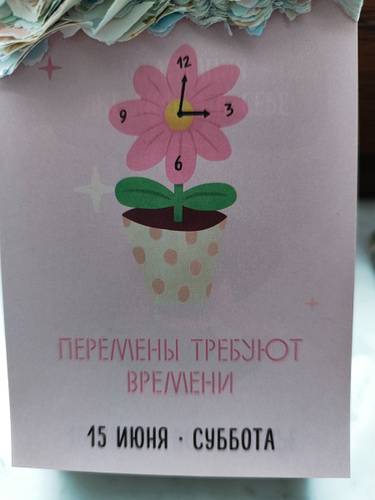 12
9 3
6
ПЕРЕМЕНЫ ТРЕБУЮТ
ВРЕМЕНИ
15 ИЮНЯ · СУББОТА